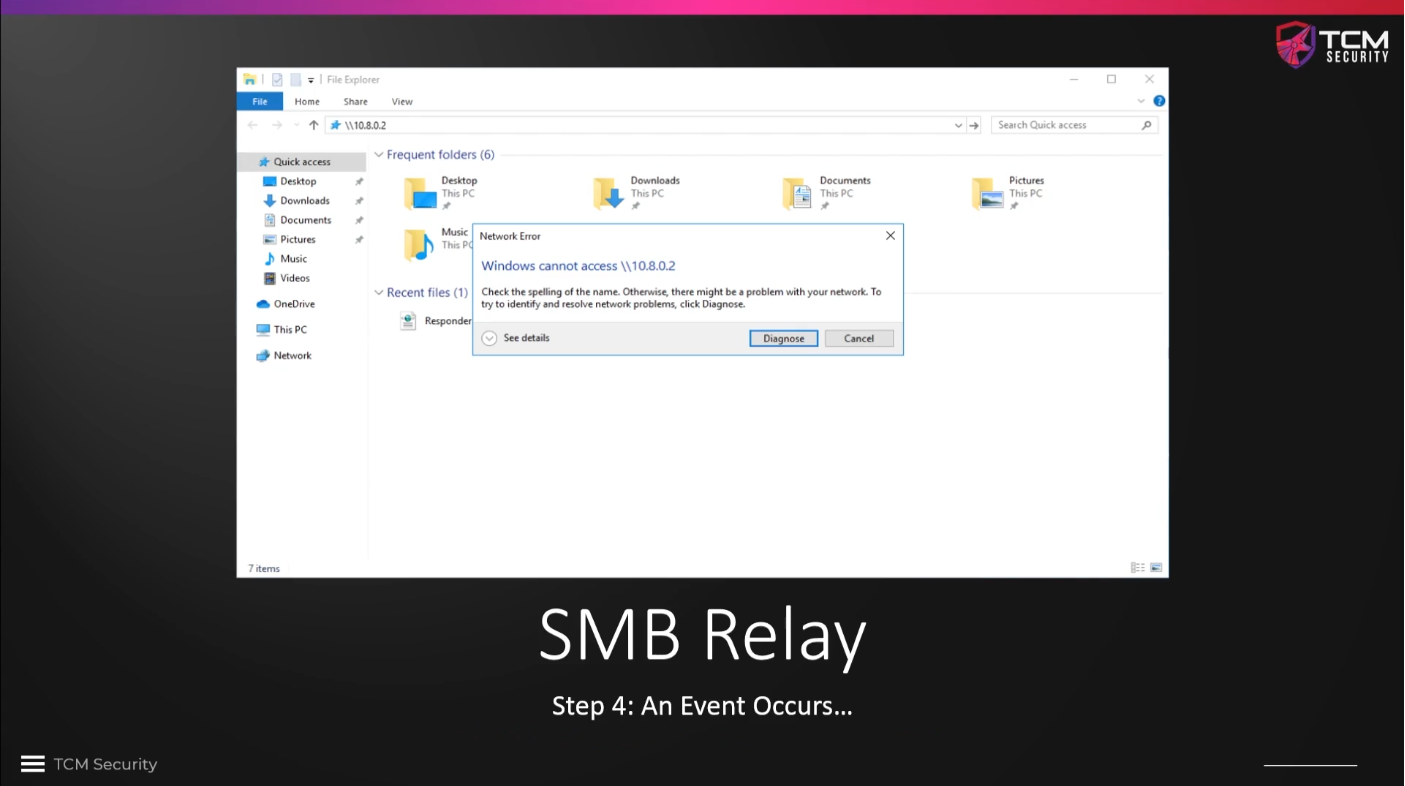 TCM
SECURITY
File Explorer
File Home Share View
\\10.8.0.2
Search Quick access
Quick access
Desktop
Downloads
Documents
Pictures
Music
Videos
OneDrive
This PC
Network
Frequent folders (6)
Desktop
This PC
Downloads
This PC
Documents
This PC
Pictures
This PC
Music
This PC
Recent files (1)
Responder
Network Error
Windows cannot access \\10.8.0.2
Check the spelling of the name. Otherwise, there might be a problem with your network. To
try to identify and resolve network problems, click Diagnose.
See details
Diagnose
Cancel
7 items
SMB Relay
Step 4: An Event Occurs...
TCM Security